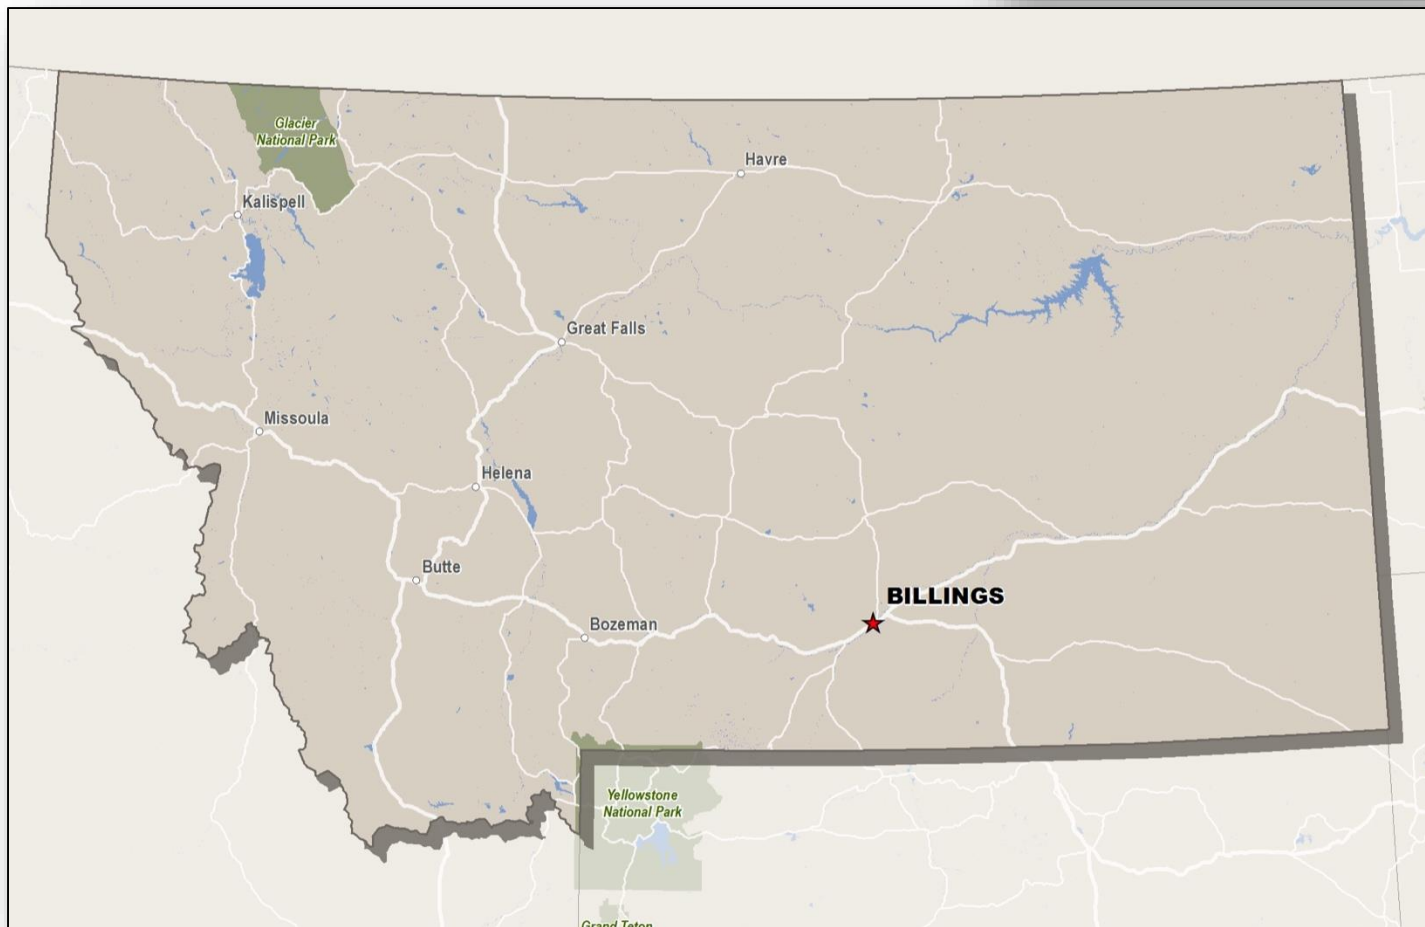 Glacier
National Park
Havre
Kalispell
Great Falls
Missoula
Helena
Butte
BILLINGS
Bozeman
Yellowstone
National Park
Grand Teton